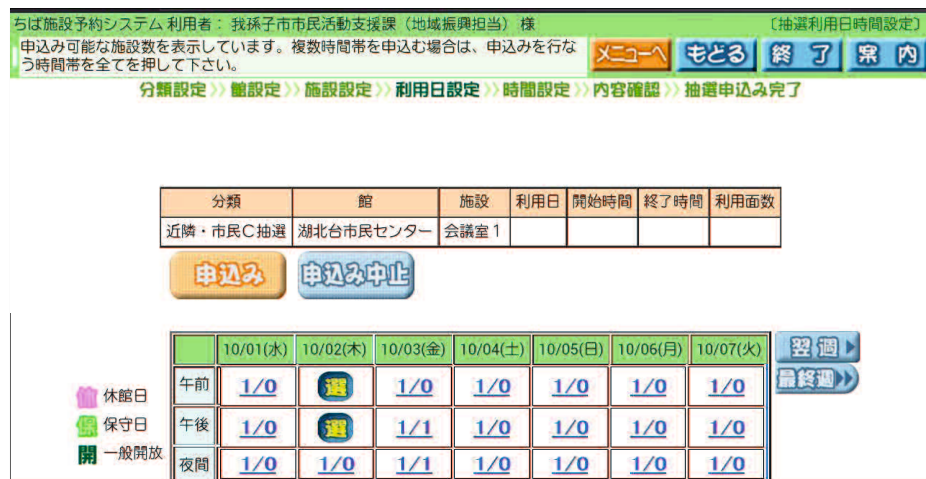 ちば施設予約システム 利用者： 我孫子市市民活動支援課（地域振興担当） 様 〔抽選利用日時間設定〕
申込み可能な施設数を表示しています。複数時間帯を申込む場合は、申込みを行な
う時間帯を全てを押して下さい。
メニューへ もどる 終 了 案 内
分類設定 》 館設定 》 施設設定 》 利用日設定 》 時間設定 》 内容確認 》 抽選申込み完了
分類 館 施設 利用日 開始時間 終了時間 利用面数
近隣・市民C抽選 湖北台市民センター 会議室1
申込み 申込み中止
10/01(水) 10/02(木) 10/03(金) 10/04(土) 10/05(日) 10/06(月) 10/07(火) 翌 週
最終週
午前 1/0 選 1/0 1/0 1/0 1/0 1/0
午後 1/0 選 1/1 1/0 1/0 1/0 1/0
夜間 1/0 1/0 1/1 1/0 1/0 1/0 1/0
休館日
保 保守日
開 一般開放